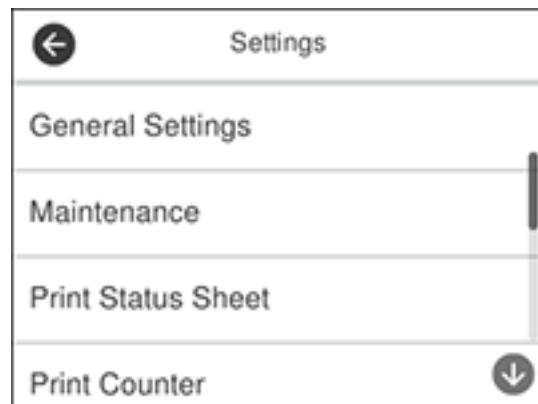 Settings
General Settings
Maintenance
Print Status Sheet
Print Counter